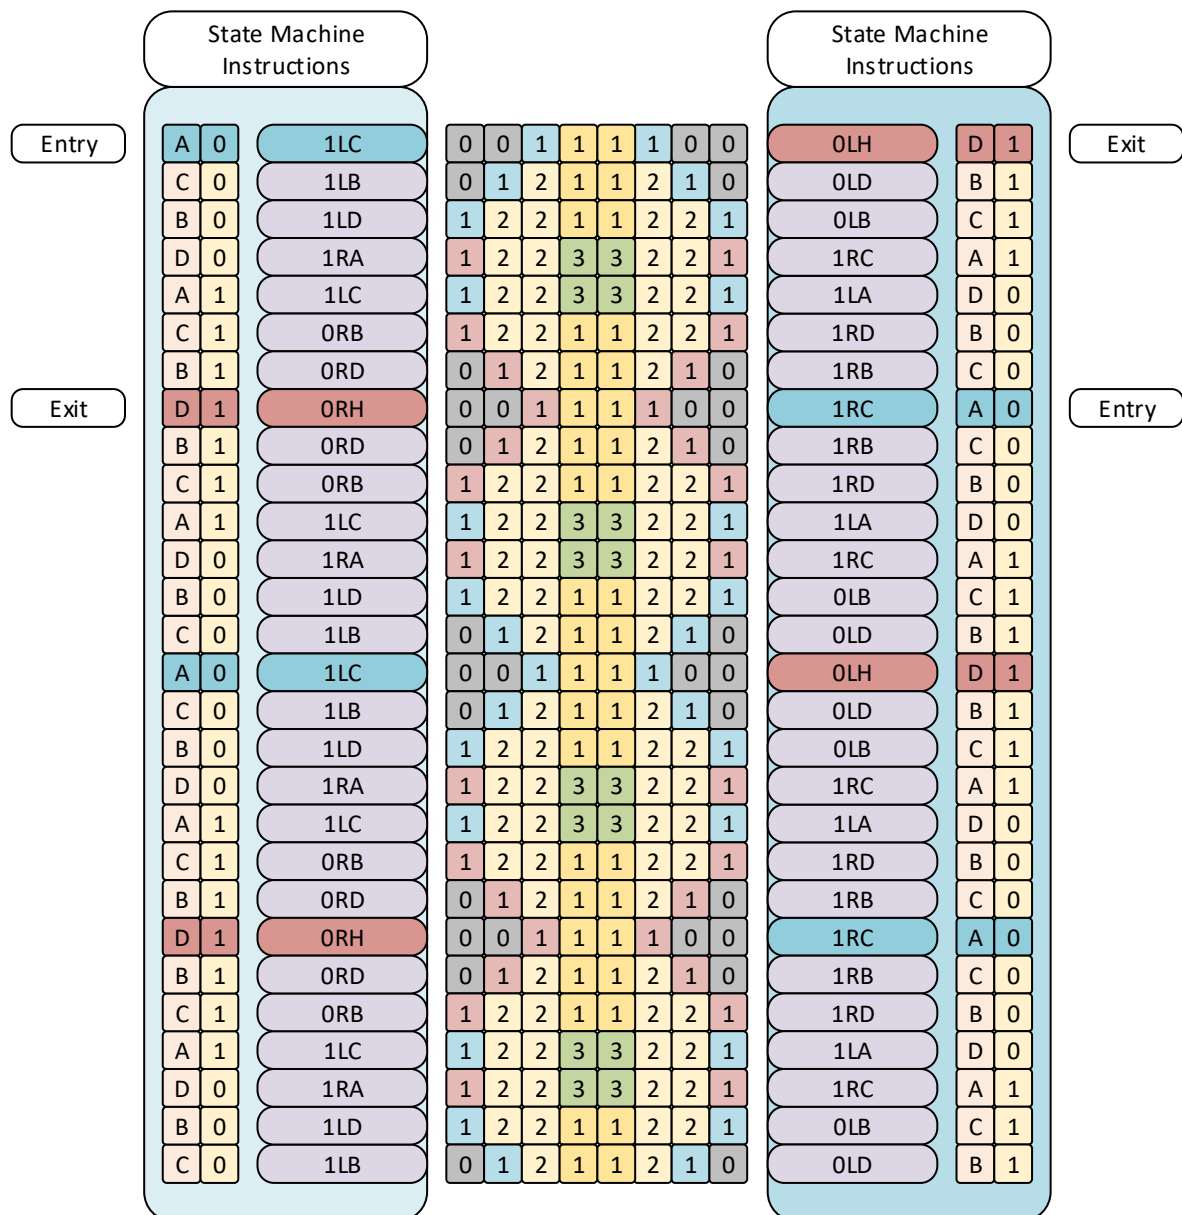 State Machine
Instructions
State Machine
Instructions
Entry A 0 1LC 0 0 1 1 1 1 0 0 0LH D 1 Exit
C 0 1LB 0 1 2 1 1 2 1 0 0LD B 1
B 0 1LD 1 2 2 1 1 2 2 1 0LB C 1
D 0 1RA 1 2 2 3 3 2 2 1 1RC A 1
A 1 1LC 1 2 2 3 3 2 2 1 1LA D 0
C 1 0RB 1 2 2 1 1 2 2 1 1RD B 0
B 1 0RD 0 1 2 1 1 2 1 0 1RB C 0
Exit D 1 0RH 0 0 1 1 1 1 0 0 1RC A 0 Entry
B 1 0RD 0 1 2 1 1 2 1 0 1RB C 0
C 1 0RB 1 2 2 1 1 2 2 1 1RD B 0
A 1 1LC 1 2 2 3 3 2 2 1 1LA D 0
D 0 1RA 1 2 2 3 3 2 2 1 1RC A 1
B 0 1LD 1 2 2 1 1 2 2 1 0LB C 1
C 0 1LB 0 1 2 1 1 2 1 0 0LD B 1
A 0 1LC 0 0 1 1 1 1 0 0 0LH D 1
C 0 1LB 0 1 2 1 1 2 1 0 0LD B 1
B 0 1LD 1 2 2 1 1 2 2 1 0LB C 1
D 0 1RA 1 2 2 3 3 2 2 1 1RC A 1
A 1 1LC 1 2 2 3 3 2 2 1 1LA D 0
C 1 0RB 1 2 2 1 1 2 2 1 1RD B 0
B 1 0RD 0 1 2 1 1 2 1 0 1RB C 0
D 1 0RH 0 0 1 1 1 1 0 0 1RC A 0
B 1 0RD 0 1 2 1 1 2 1 0 1RB C 0
C 1 0RB 1 2 2 1 1 2 2 1 1RD B 0
A 1 1LC 1 2 2 3 3 2 2 1 1LA D 0
D 0 1RA 1 2 2 3 3 2 2 1 1RC A 1
B 0 1LD 1 2 2 1 1 2 2 1 0LB C 1
C 0 1LB 0 1 2 1 1 2 1 0 0LD B 1